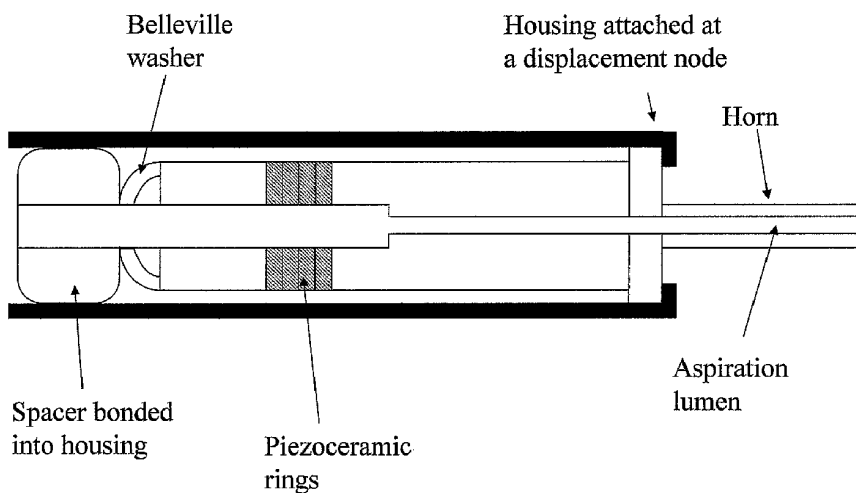 Belleville
washer
Housing attached at
a displacement node
Horn
Aspiration
lumen
Spacer bonded
into housing
Piezoceramic
rings